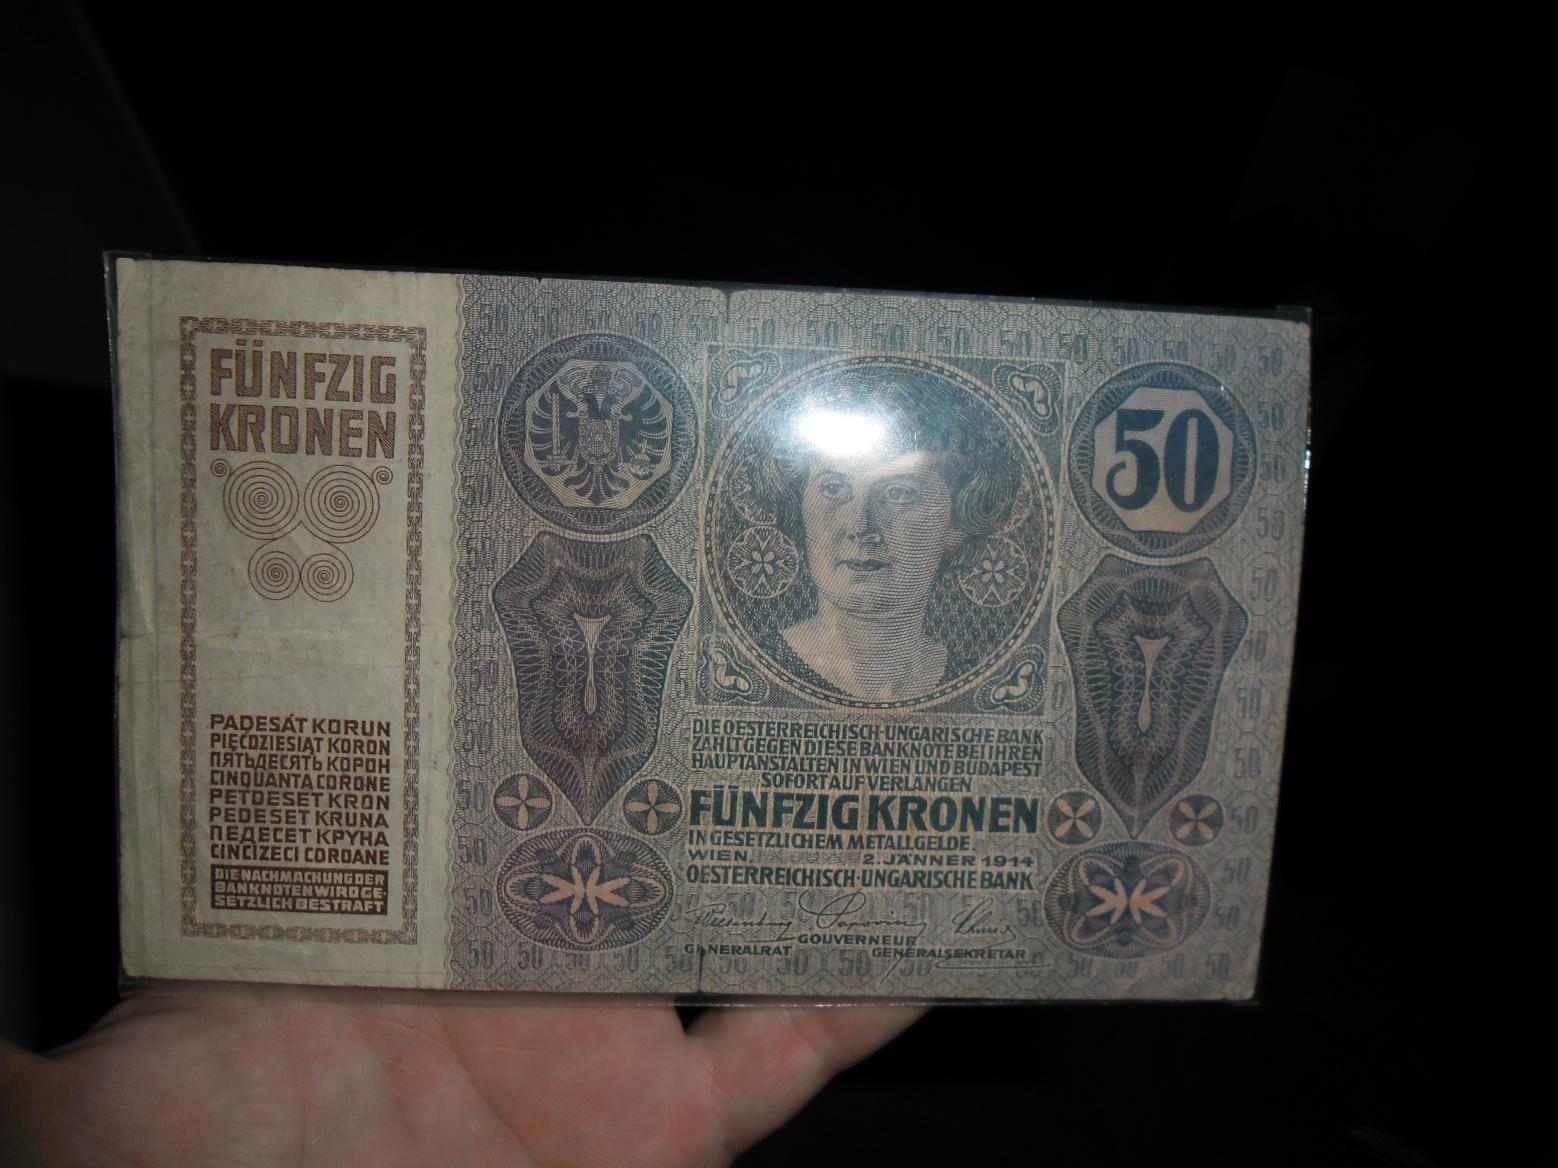 FÜNFZIG
KRONEN
PADESÁT KORUN
PIĘĆDZIESIĄT KORON
ПЯТЬДЕСЯТЬ КОРОН
CINQUANTA CORONE
PETDESET KRON
PEDESET KRUNA
ПЕДЕСЕТ КРУНА
CINCIZECI COROANE
DIE NACHMACHUNG DER
BANKNOTEN WIRD GE-
SETZLICH BESTRAFT
50
DIE OESTERREICHISCH-UNGARISCHE BANK
ZAHLT GEGEN DIESE BANKNOTE BEI IHREN
HAUPTANSTALTEN IN WIEN UND BUDAPEST
SOFORT AUF VERLANGEN
FÜNFZIG KRONEN
IN GESETZLICHEM METALLGELDE.
WIEN, 2. JÄNNER 1914
OESTERREICHISCH-UNGARISCHE BANK
GOUVERNEUR
GENERALRAT GENERALSEKRETAR